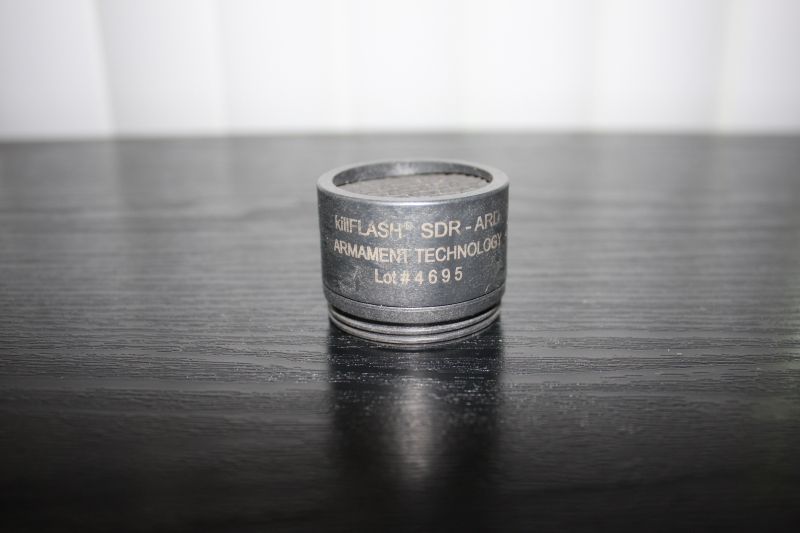 killFLASH® SDR - ARD
ARMAMENT TECHNOLOGY
Lot # 4695